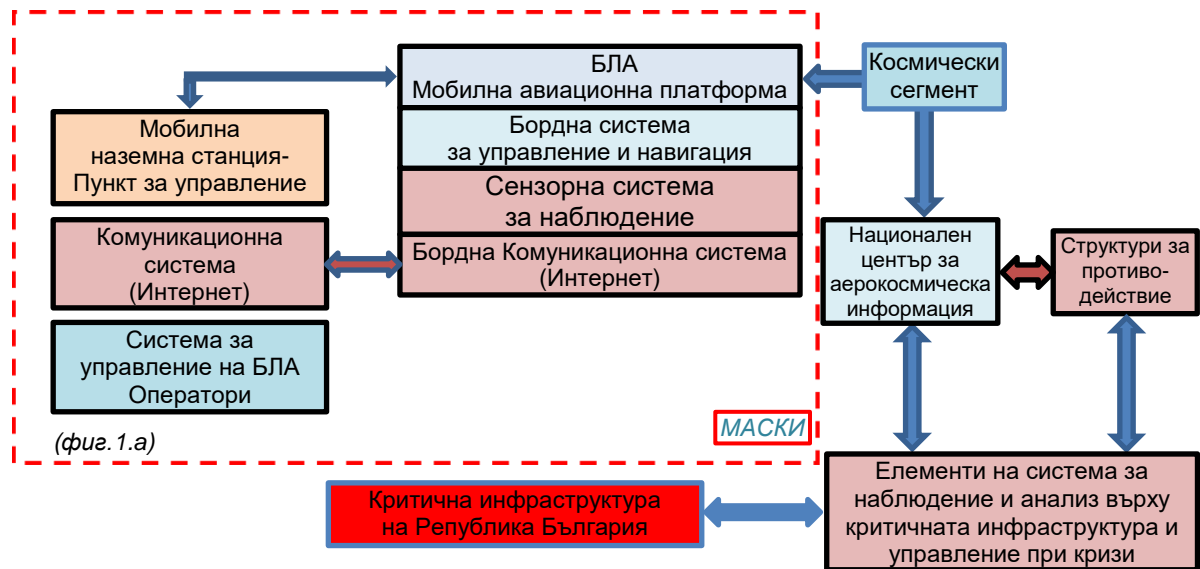 БЛА
Мобилна авиационна платформа
Бордна система
за управление и навигация
Сензорна система
за наблюдение
Бордна Комуникационна система
(Интернет)
Космически
сегмент
Мобилна
наземна станция-
Пункт за управление
Комуникационна
система
(Интернет)
Система за
управление на БЛА
Оператори
(фиг.1.а)
МАСКИ
Национален
център за
аерокосмическа
информация
Структури за
противо-
действие
Критична инфраструктура
на Република България
Елементи на система за
наблюдение и анализ върху
критичната инфраструктура и
управление при кризи